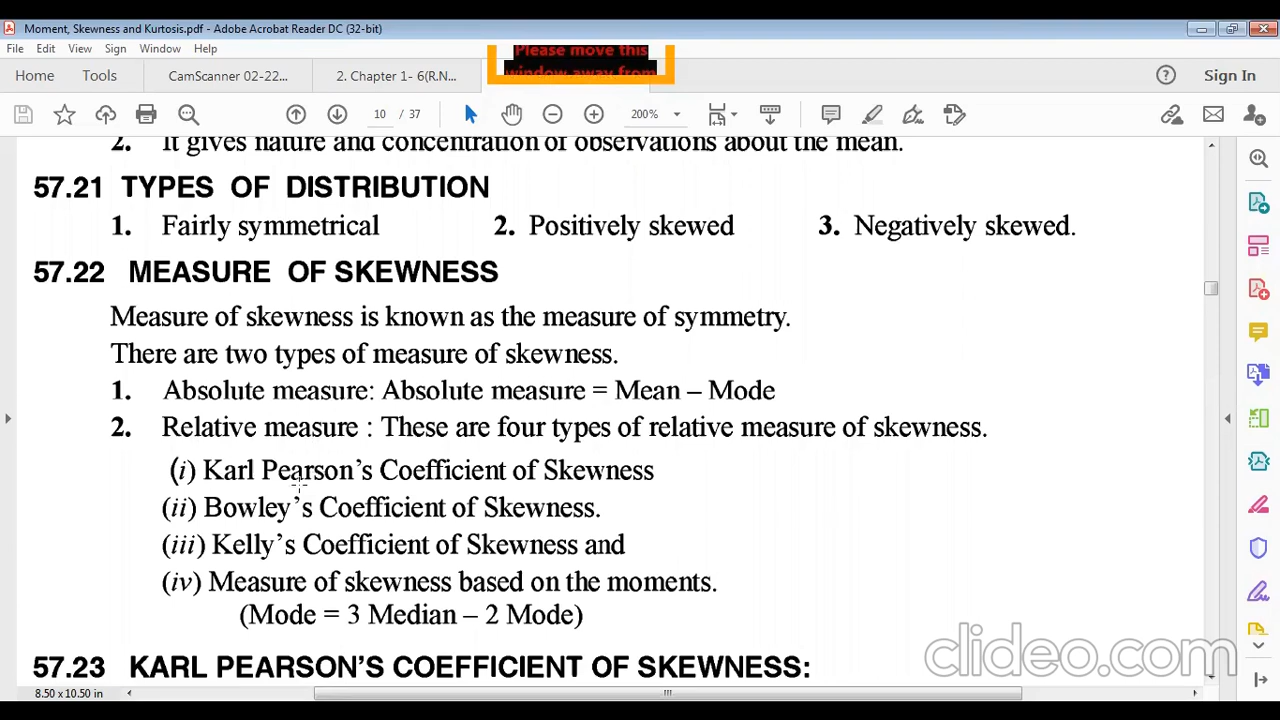 Moment, Skewness and Kurtosis.pdf - Adobe Acrobat Reader DC (32-bit)
File Edit View Sign Window Help
Please move this
window away from
Home Tools CamScanner 02-22... 2. Chapter 1- 6(R.N... Sign In
10 / 37 200%
2. It gives nature and concentration of observations about the mean.
57.21 TYPES OF DISTRIBUTION
1. Fairly symmetrical 2. Positively skewed 3. Negatively skewed.
57.22 MEASURE OF SKEWNESS
Measure of skewness is known as the measure of symmetry.
There are two types of measure of skewness.
1. Absolute measure: Absolute measure = Mean – Mode
2. Relative measure : These are four types of relative measure of skewness.
(i) Karl Pearson's Coefficient of Skewness
(ii) Bowley's Coefficient of Skewness.
(iii) Kelly's Coefficient of Skewness and
(iv) Measure of skewness based on the moments.
(Mode = 3 Median – 2 Mode)
57.23 KARL PEARSON'S COEFFICIENT OF SKEWNESS:
clideo.com
8.50 x 10.50 in